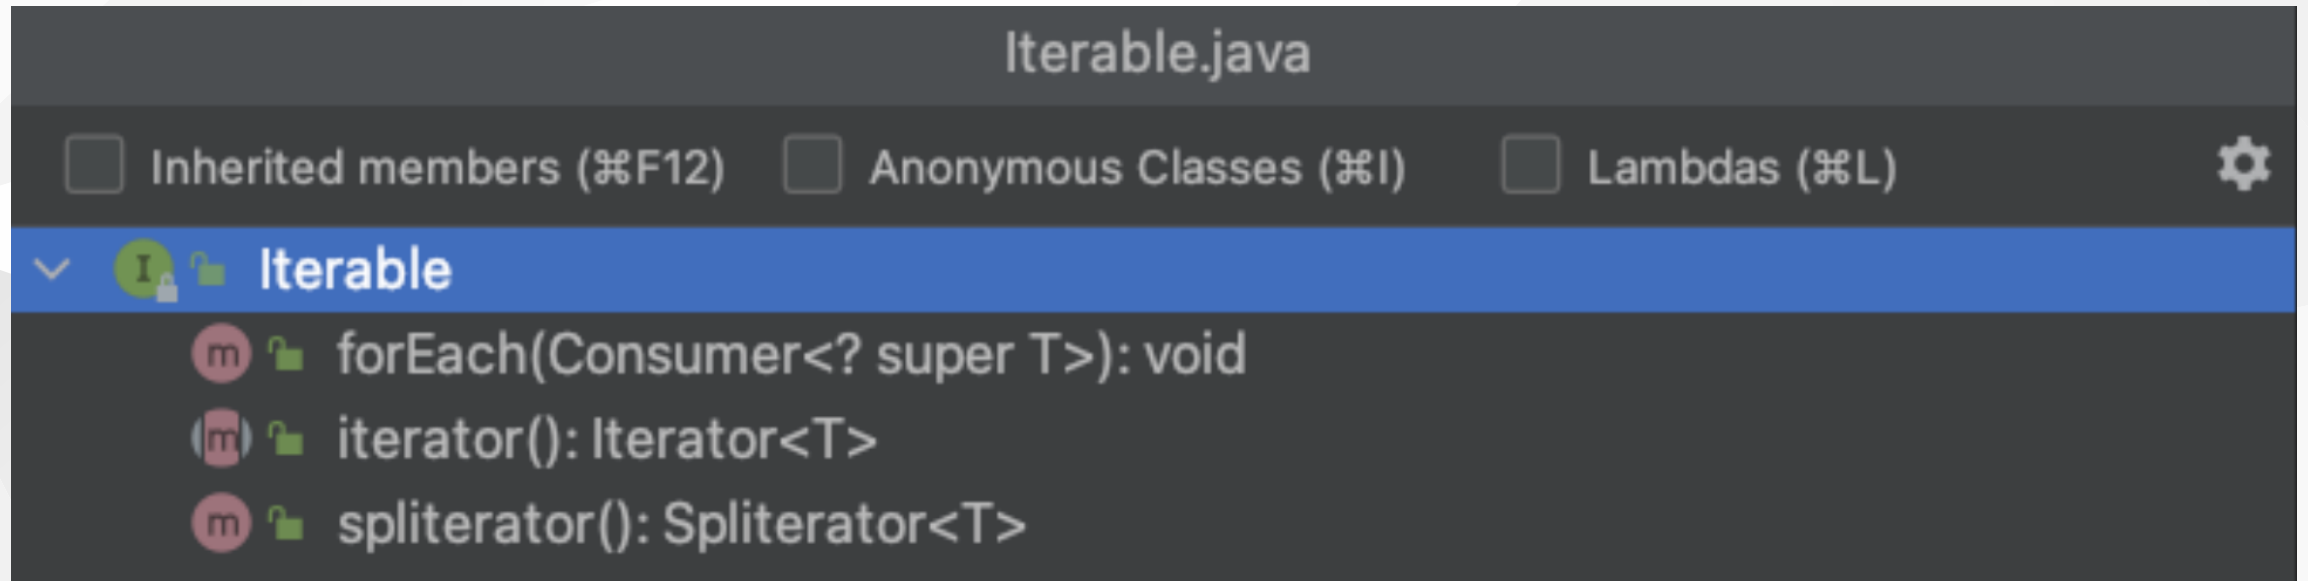 Iterable.java
Inherited members (⌘F12) Anonymous Classes (⌘I) Lambdas (⌘L)
I Iterable
m forEach(Consumer<? super T>): void
m iterator(): Iterator<T>
m spliterator(): Spliterator<T>